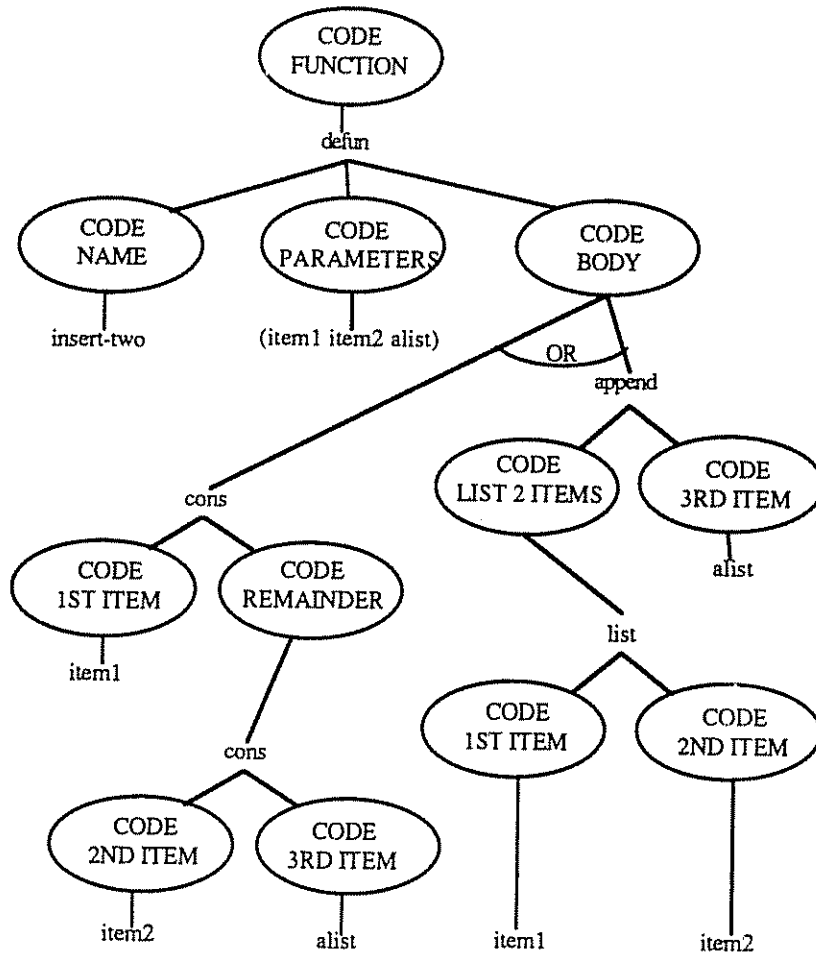 CODE
FUNCTION
defun
CODE
NAME
CODE
PARAMETERS
CODE
BODY
insert-two
(item1 item2 alist)
OR
append
CODE
LIST 2 ITEMS
CODE
3RD ITEM
cons
alist
CODE
1ST ITEM
CODE
REMAINDER
list
item1
CODE
1ST ITEM
CODE
2ND ITEM
cons
CODE
2ND ITEM
CODE
3RD ITEM
item2
alist
item1
item2